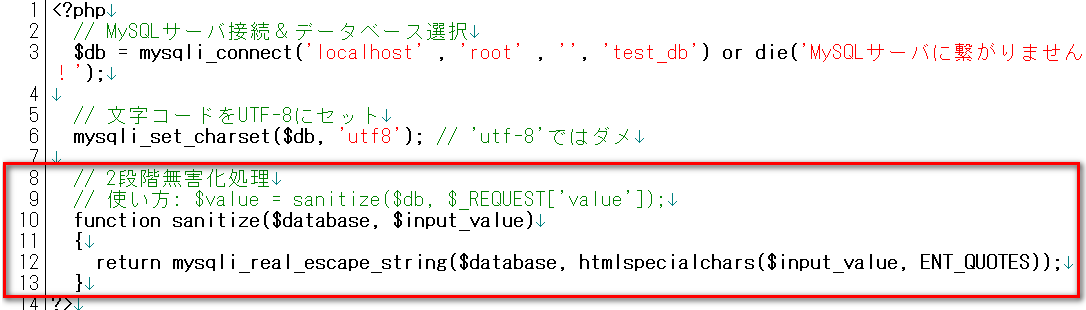 1 <?php↓
2 // MySQLサーバ接続＆データベース選択↓
3 $db = mysqli_connect('localhost' , 'root' , '', 'test_db') or die('MySQLサーバに繋がりません
！');↓
4 ↓
5 // 文字コードをUTF-8にセット↓
6 mysqli_set_charset($db, 'utf8'); // 'utf-8'ではダメ↓
7 ↓
8 // 2段階無害化処理↓
9 // 使い方: $value = sanitize($db, $_REQUEST['value']);↓
10 function sanitize($database, $input_value)↓
11 {↓
12 return mysqli_real_escape_string($database, htmlspecialchars($input_value, ENT_QUOTES));↓
13 }↓
14 ?>↓